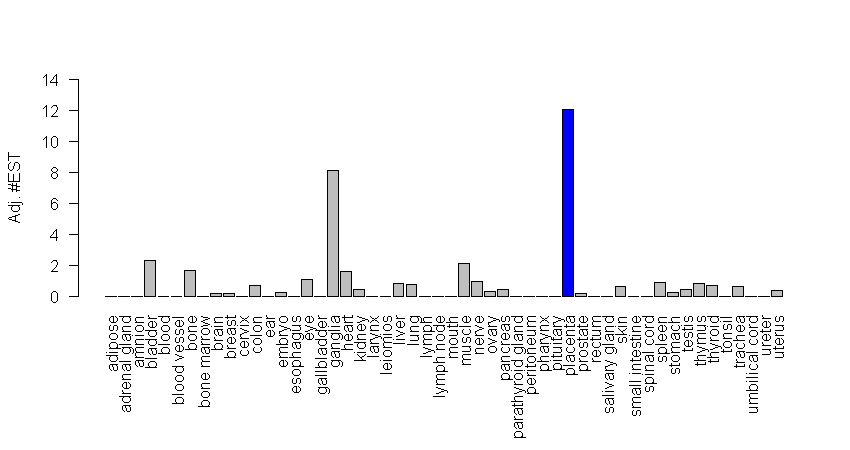 14
12
10
8
6
4
2
0
Adj. #EST
adipose
adrenal gland
amnion
bladder
blood
blood vessel
bone
bone marrow
brain
breast
cervix
colon
ear
embryo
esophagus
eye
gallbladder
ganglia
heart
kidney
larynx
leiomios
liver
lung
lymph
lymph node
mouth
muscle
nerve
ovary
pancreas
parathyroid gland
peritoneum
pharynx
pituitary
placenta
prostate
rectum
salivary gland
skin
small intestine
spinal cord
spleen
stomach
testis
thymus
thyroid
tonsil
trachea
umbilical cord
ureter
uterus